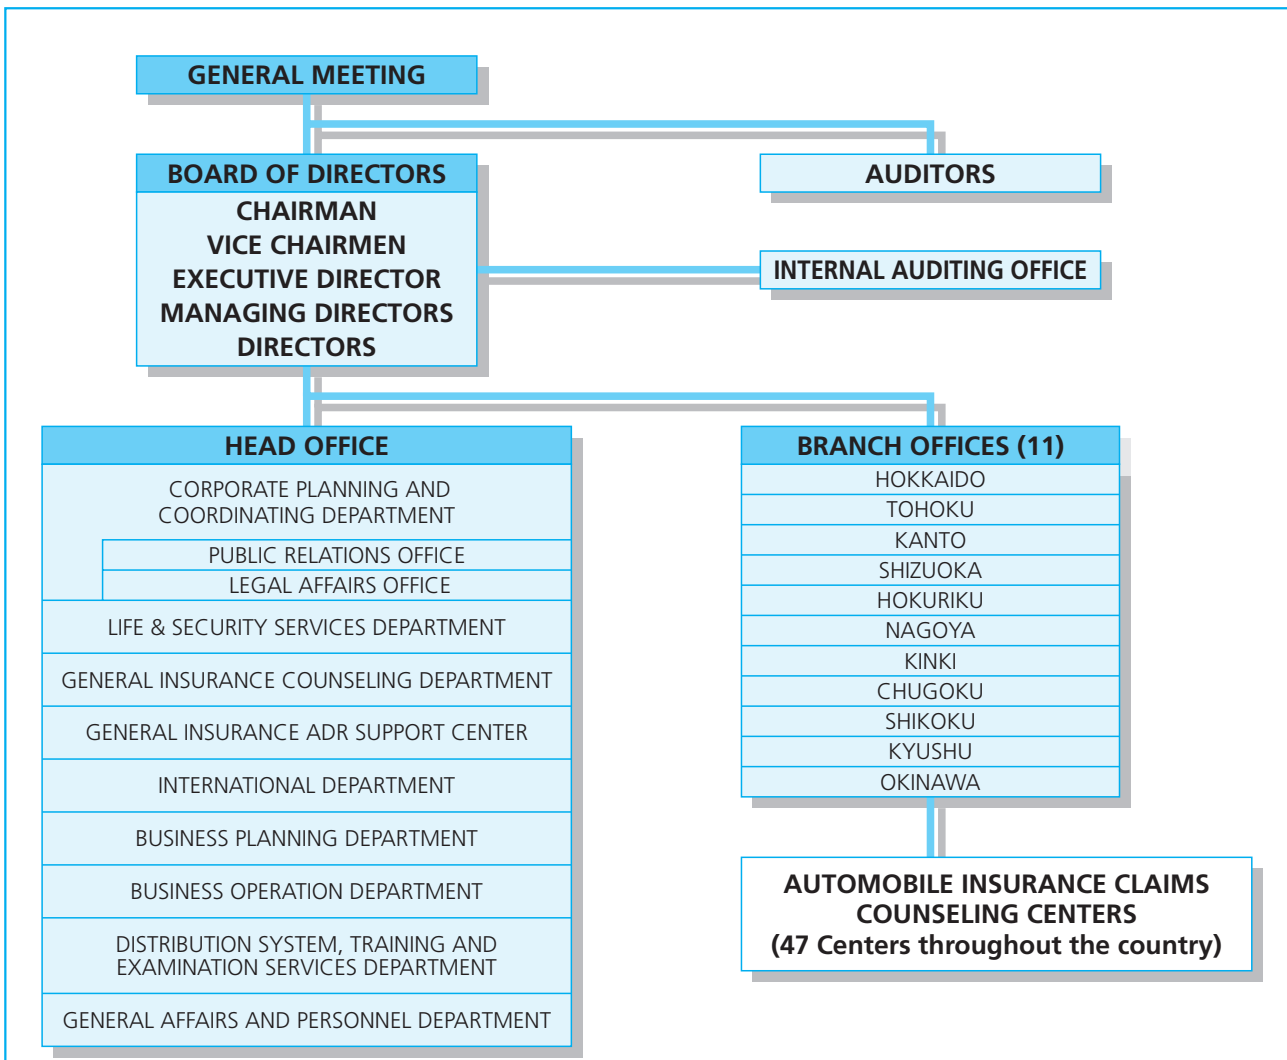 GENERAL MEETING
BOARD OF DIRECTORS
CHAIRMAN
VICE CHAIRMEN
EXECUTIVE DIRECTOR
MANAGING DIRECTORS
DIRECTORS
AUDITORS
INTERNAL AUDITING OFFICE
HEAD OFFICE
CORPORATE PLANNING AND
COORDINATING DEPARTMENT
PUBLIC RELATIONS OFFICE
LEGAL AFFAIRS OFFICE
LIFE & SECURITY SERVICES DEPARTMENT
GENERAL INSURANCE COUNSELING DEPARTMENT
GENERAL INSURANCE ADR SUPPORT CENTER
INTERNATIONAL DEPARTMENT
BUSINESS PLANNING DEPARTMENT
BUSINESS OPERATION DEPARTMENT
DISTRIBUTION SYSTEM, TRAINING AND
EXAMINATION SERVICES DEPARTMENT
GENERAL AFFAIRS AND PERSONNEL DEPARTMENT
BRANCH OFFICES (11)
HOKKAIDO
TOHOKU
KANTO
SHIZUOKA
HOKURIKU
NAGOYA
KINKI
CHUGOKU
SHIKOKU
KYUSHU
OKINAWA
AUTOMOBILE INSURANCE CLAIMS
COUNSELING CENTERS
(47 Centers throughout the country)